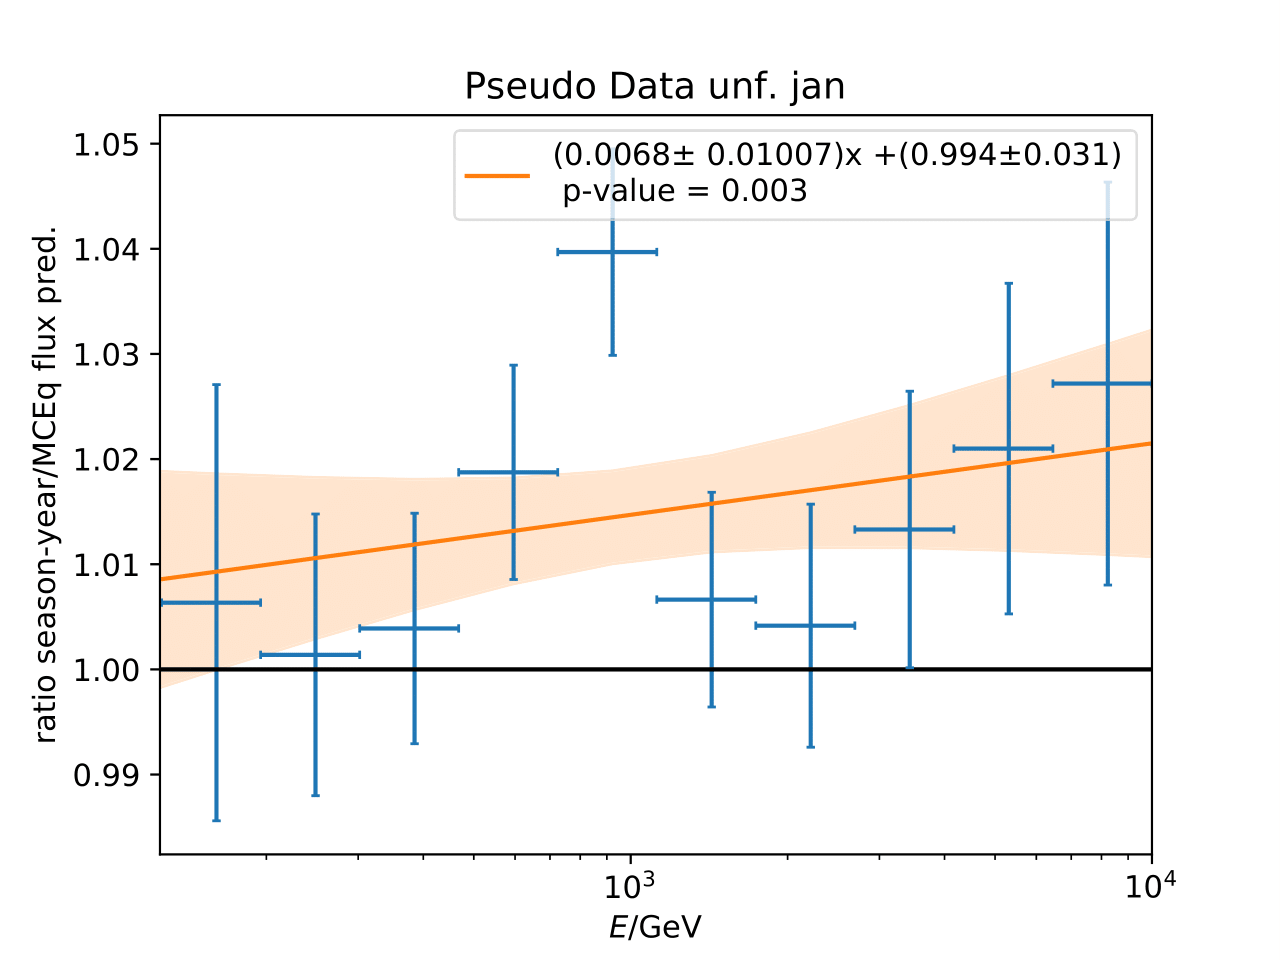 Pseudo Data unf. jan
(0.0068± 0.01007)x +(0.994±0.031)
p-value = 0.003
ratio season-year/MCEq flux pred.
1.05
1.04
1.03
1.02
1.01
1.00
0.99
10³
10⁴
E/GeV